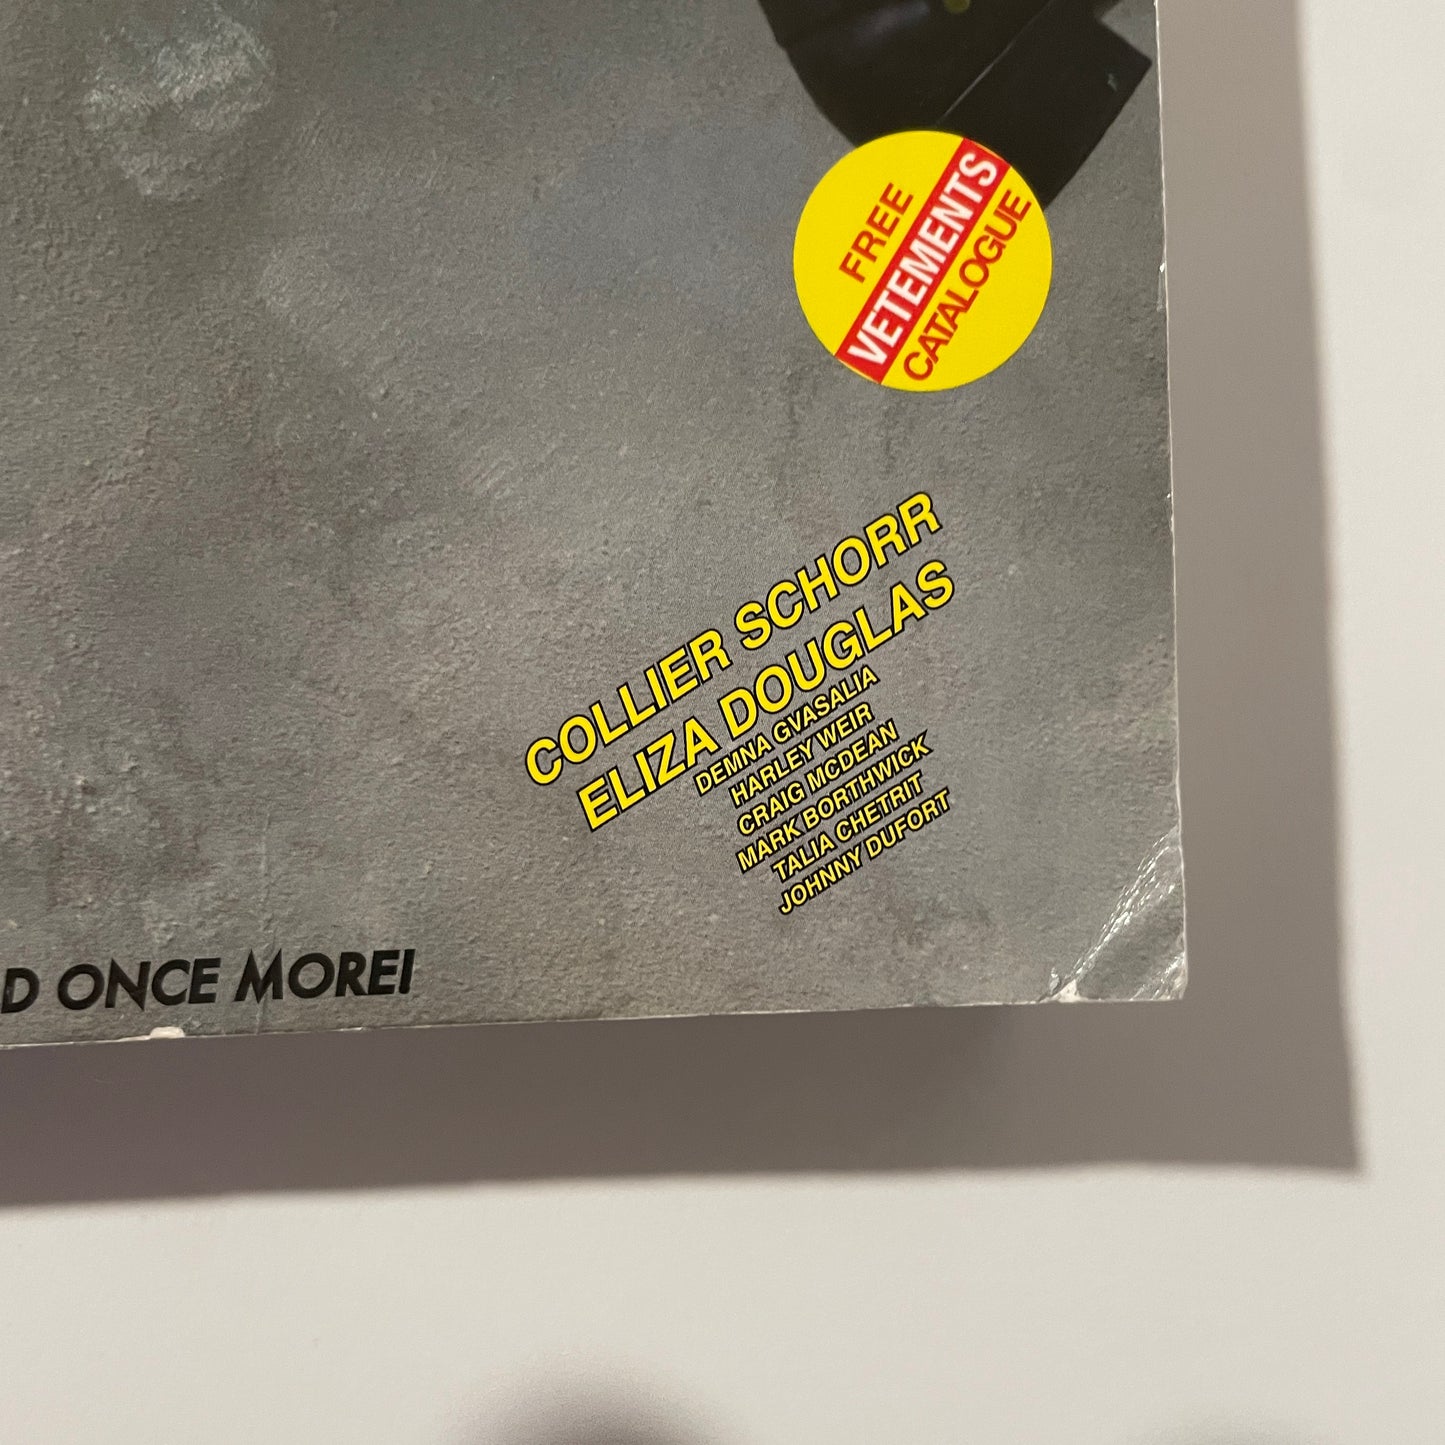 FREE
VETEMENTS
CATALOGUE
COLLIER SCHORR
ELIZA DOUGLAS
DEMNA GVASALIA
HARLEY WEIR
CRAIG MCDEAN
MARK BORTHWICK
TALIA CHETRIT
JOHNNY DUFORT
D ONCE MORE!